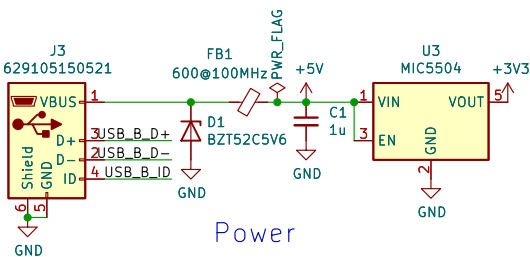 J3
629105150521
VBUS
1
D+
3
USB_B_D+
D-
2
USB_B_D-
ID
4
USB_B_ID
Shield
GND
6
5
GND
D1
BZT52C5V6
GND
FB1
600@100MHz
PWR_FLAG
+5V
C1
1u
GND
U3
MIC5504
1
VIN
VOUT
5
3
EN
GND
2
GND
+3V3
Power